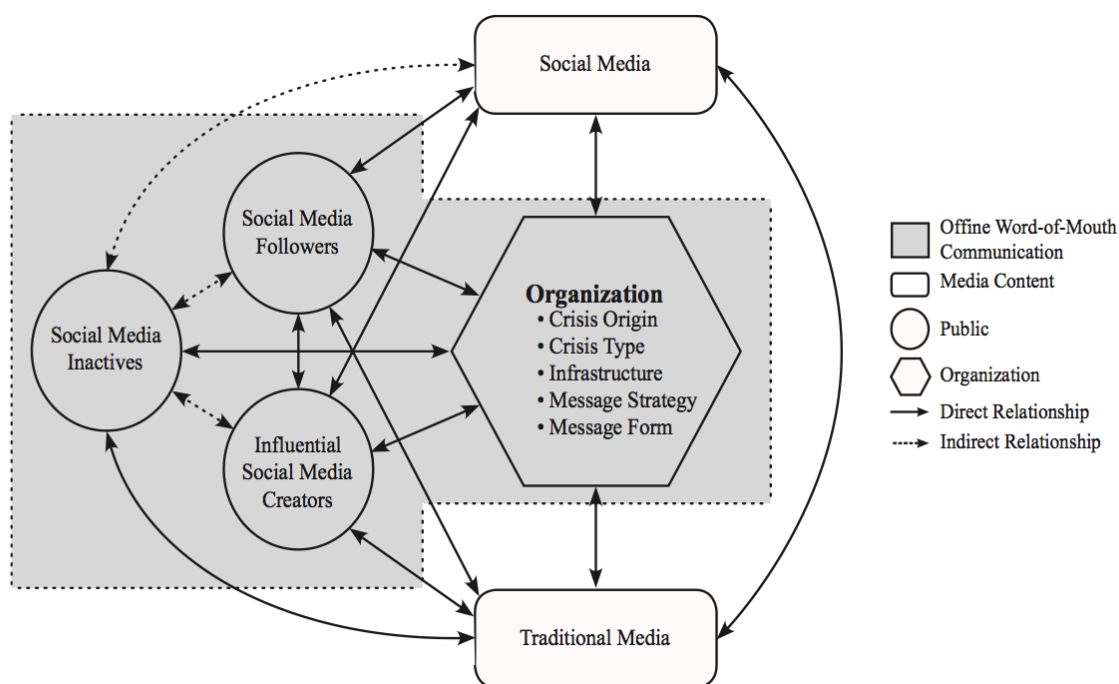 Social Media
Social Media
Followers
Social Media
Inactives
Influential
Social Media
Creators
Organization
• Crisis Origin
• Crisis Type
• Infrastructure
• Message Strategy
• Message Form
Traditional Media
Offine Word-of-Mouth
Communication
Media Content
Public
Organization
Direct Relationship
Indirect Relationship